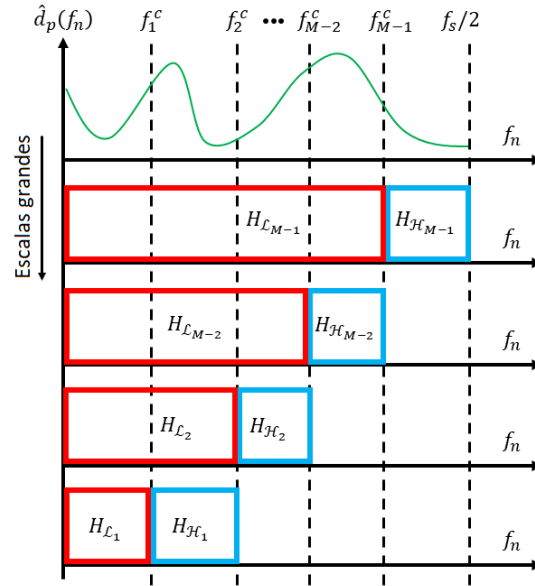 d̂_p(f_n) f_1^c f_2^c ••• f_{M-2}^c f_{M-1}^c f_s/2
f_n
Escalas grandes
H_{ℒ_{M-1}} H_{ℋ_{M-1}} f_n
H_{ℒ_{M-2}} H_{ℋ_{M-2}} f_n
H_{ℒ_2} H_{ℋ_2} f_n
H_{ℒ_1} H_{ℋ_1} f_n